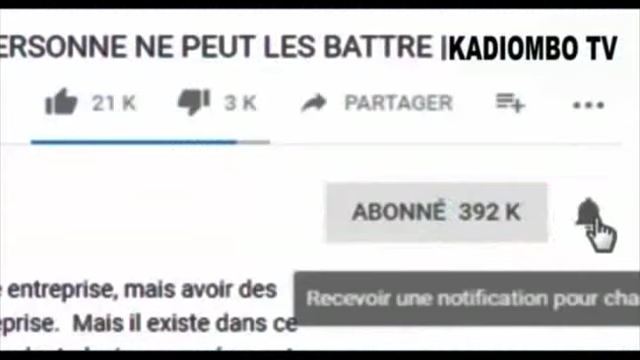 ERSONNE NE PEUT LES BATTRE | KADIOMBO TV
21 K 3 K PARTAGER
ABONNÉ 392 K
entreprise, mais avoir des
Recevoir une notification pour cha
eprise. Mais il existe dans ce